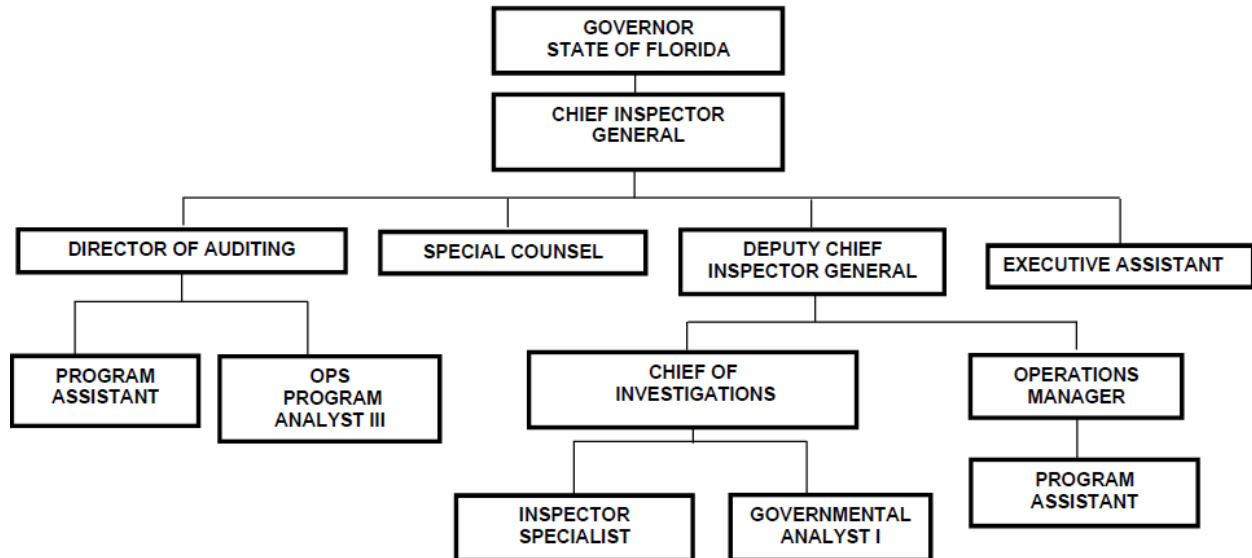 GOVERNOR
STATE OF FLORIDA
CHIEF INSPECTOR
GENERAL
DIRECTOR OF AUDITING
SPECIAL COUNSEL
DEPUTY CHIEF
INSPECTOR GENERAL
EXECUTIVE ASSISTANT
PROGRAM
ASSISTANT
OPS
PROGRAM
ANALYST III
CHIEF OF
INVESTIGATIONS
OPERATIONS
MANAGER
INSPECTOR
SPECIALIST
GOVERNMENTAL
ANALYST I
PROGRAM
ASSISTANT